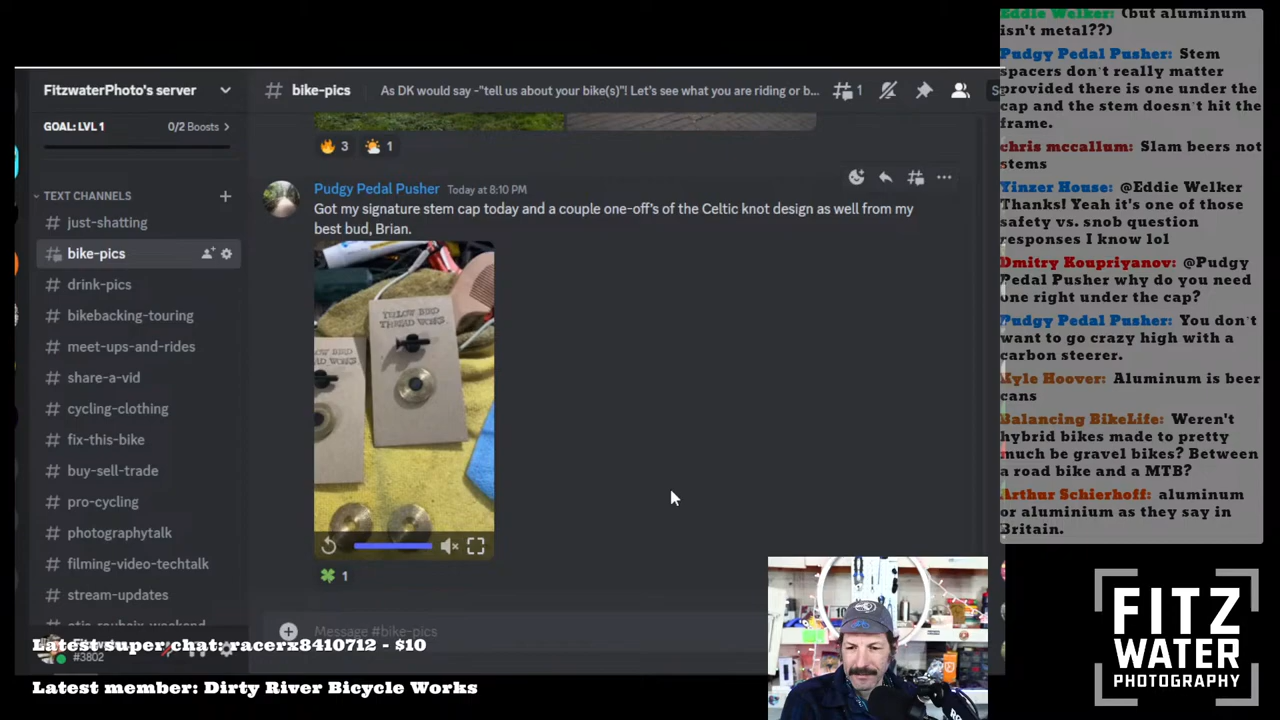 FitzwaterPhoto's server
GOAL: LVL 1
0/2 Boosts
TEXT CHANNELS
# just-shatting
bike-pics
# drink-pics
# bikebacking-touring
# meet-ups-and-rides
# share-a-vid
# cycling-clothing
# fix-this-bike
# buy-sell-trade
# pro-cycling
# photographytalk
# filming-video-techtalk
# stream-updates
#3802
# bike-pics
As DK would say -"tell us about your bike(s)"! Let's see what you are riding or b...
1
3
1
Pudgy Pedal Pusher Today at 8:10 PM
Got my signature stem cap today and a couple one-off's of the Celtic knot design as well from my
best bud, Brian.
YELLOW BIRD
THREAD WORKS
1
Message #bike-pics
Latest super chat: racerx8410712 - $10
Latest member: Dirty River Bicycle Works
Eddie Welker: (but aluminum
isn't metal??)
Pudgy Pedal Pusher: Stem
spacers don't really matter
provided there is one under the
cap and the stem doesn't hit the
frame.
chris mccallum: Slam beers not
stems
Yinzer House: @Eddie Welker
Thanks! Yeah it's one of those
safety vs. snob question
responses I know lol
Dmitry Koupriyanov: @Pudgy
Pedal Pusher why do you need
one right under the cap?
Pudgy Pedal Pusher: You don't
want to go crazy high with a
carbon steerer.
Kyle Hoover: Aluminum is beer
cans
Balancing BikeLife: Weren't
hybrid bikes made to pretty
much be gravel bikes? Between
a road bike and a MTB?
Arthur Schierhoff: aluminum
or aluminium as they say in
Britain.
FITZ
WATER
PHOTOGRAPHY